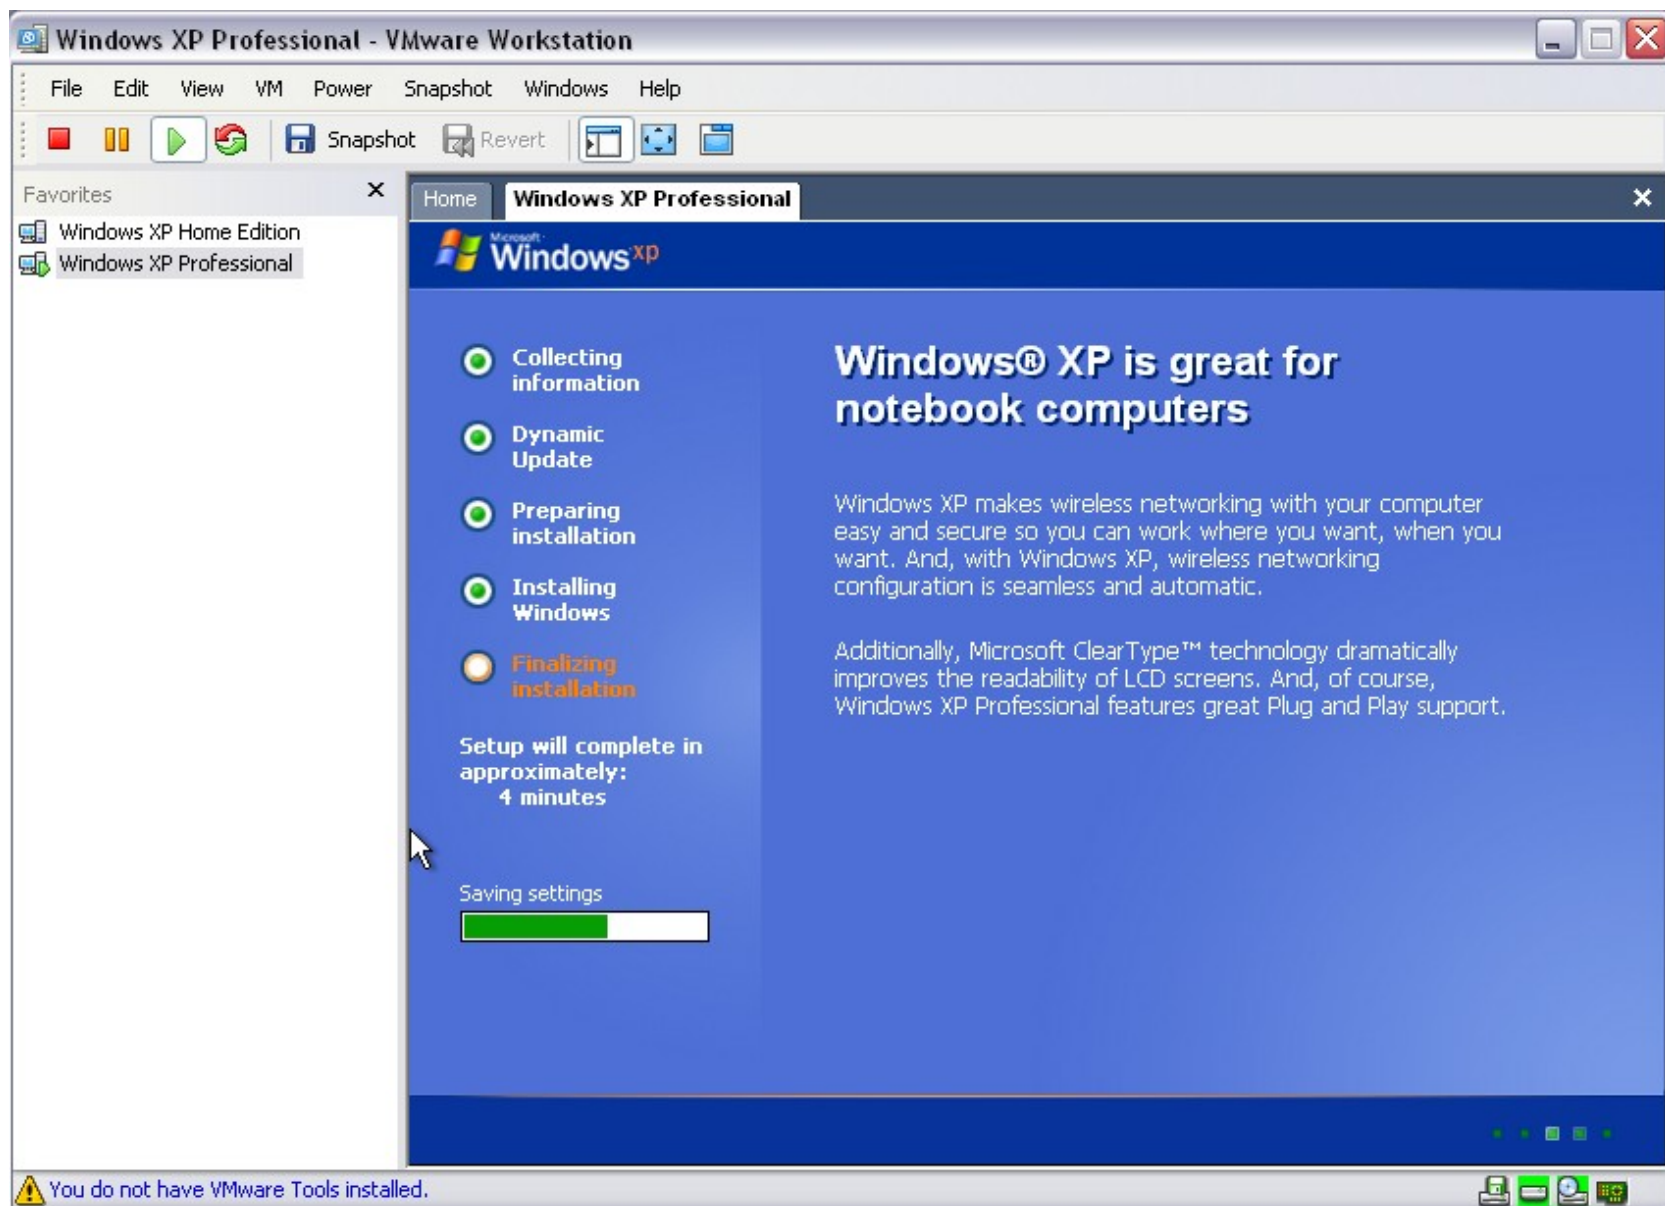 Windows XP Professional - VMware Workstation
File Edit View VM Power Snapshot Windows Help
Snapshot Revert
Favorites
Windows XP Home Edition
Windows XP Professional
Home Windows XP Professional
Microsoft
Windows xp
Collecting
information
Dynamic
Update
Preparing
installation
Installing
Windows
Finalizing
installation
Setup will complete in
approximately:
4 minutes
Saving settings
Windows® XP is great for
notebook computers
Windows XP makes wireless networking with your computer
easy and secure so you can work where you want, when you
want. And, with Windows XP, wireless networking
configuration is seamless and automatic.
Additionally, Microsoft ClearType™ technology dramatically
improves the readability of LCD screens. And, of course,
Windows XP Professional features great Plug and Play support.
You do not have VMware Tools installed.